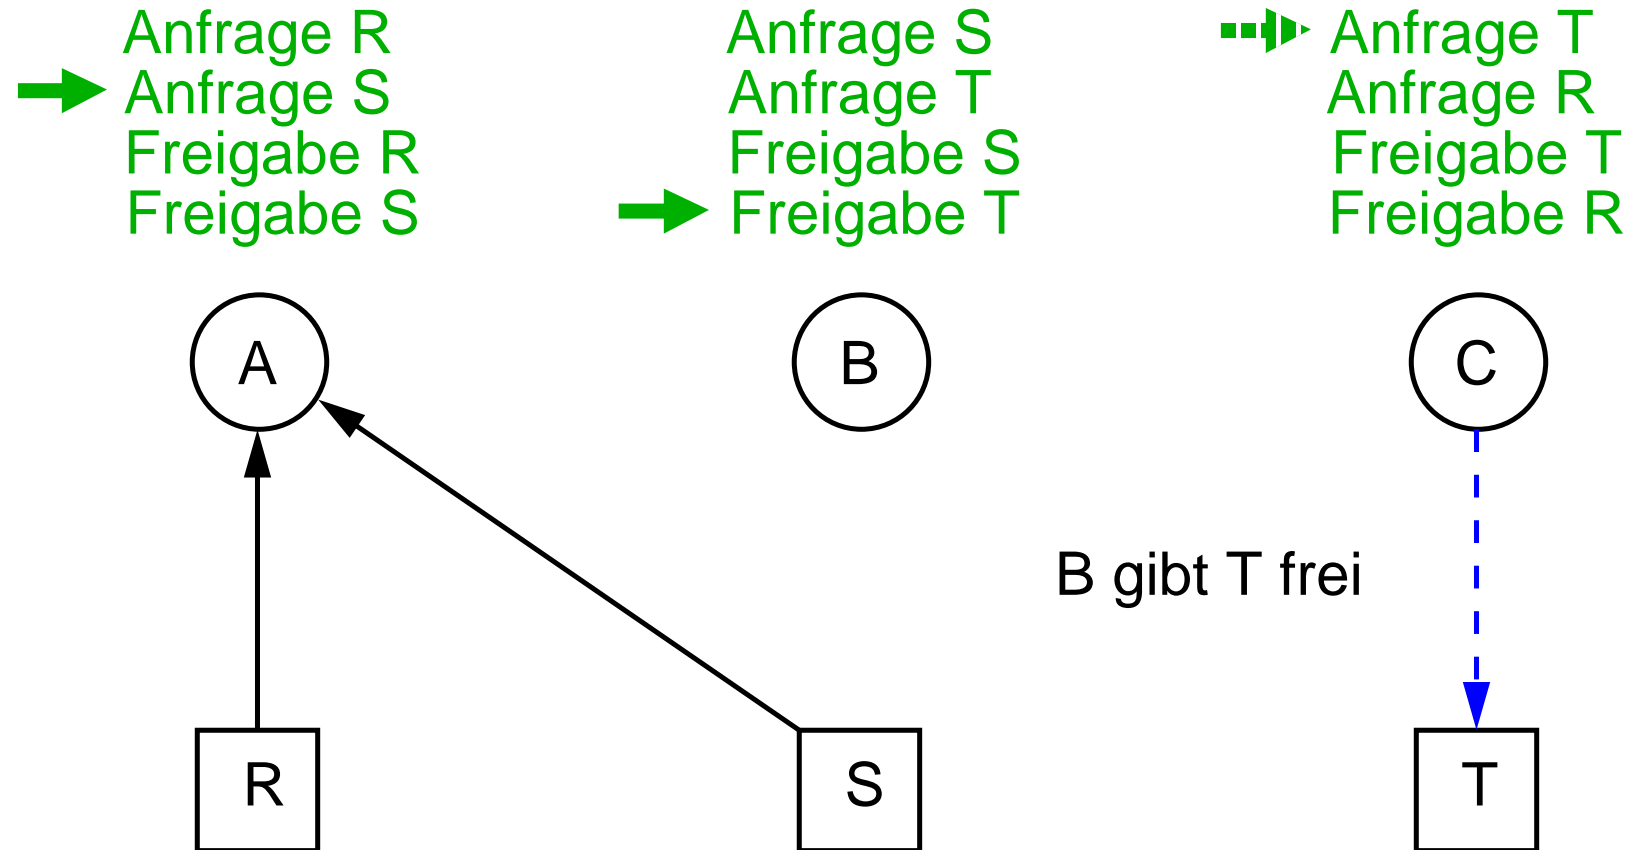 Anfrage R
Anfrage S
Freigabe R
Freigabe S
Anfrage S
Anfrage T
Freigabe S
Freigabe T
Anfrage T
Anfrage R
Freigabe T
Freigabe R
A
B
C
B gibt T frei
R
S
T